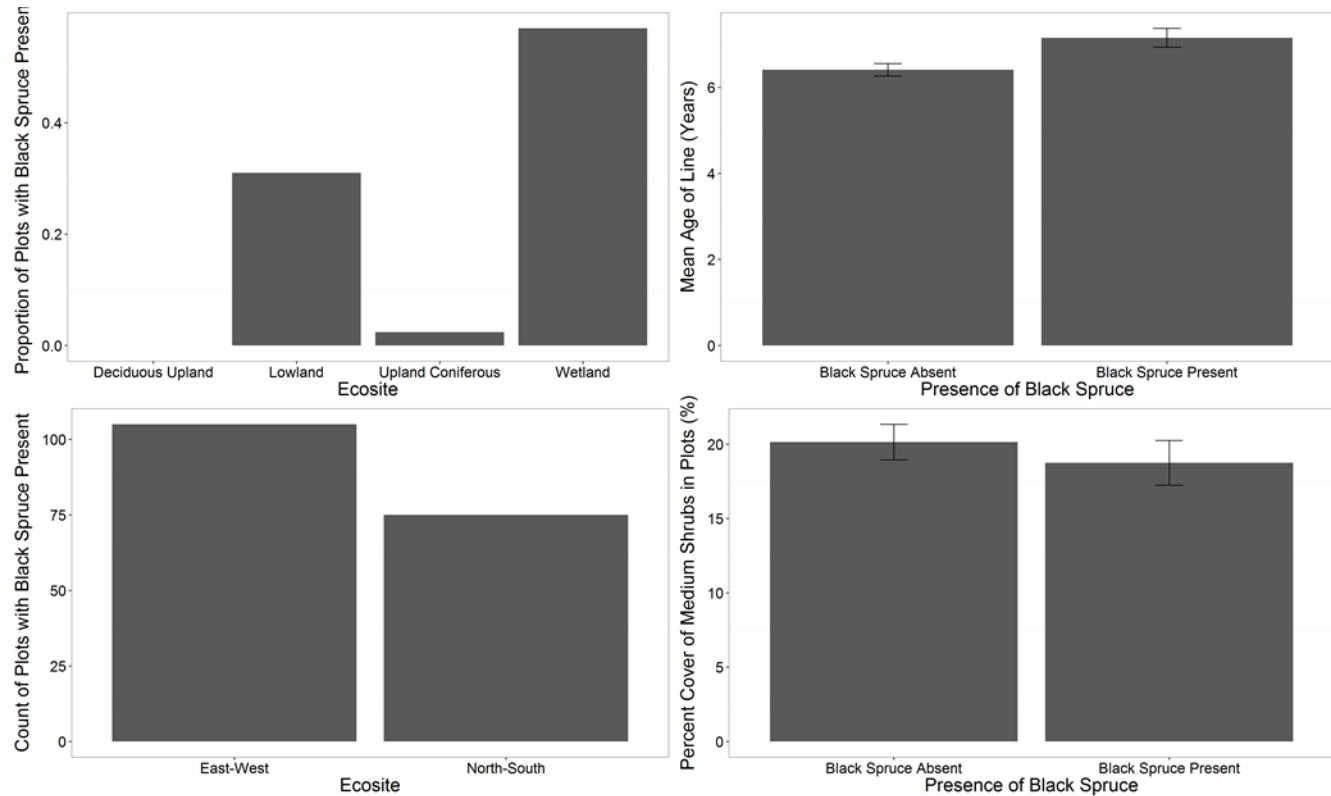 Proportion of Plots with Black Spruce Present
0.4
0.2
0.0
Deciduous Upland Lowland Upland Coniferous Wetland
Ecosite
Mean Age of Line (Years)
6
4
2
0
Black Spruce Absent Black Spruce Present
Presence of Black Spruce
Count of Plots with Black Spruce Present
100
75
50
25
0
East-West North-South
Ecosite
Percent Cover of Medium Shrubs in Plots (%)
20
15
10
5
0
Black Spruce Absent Black Spruce Present
Presence of Black Spruce